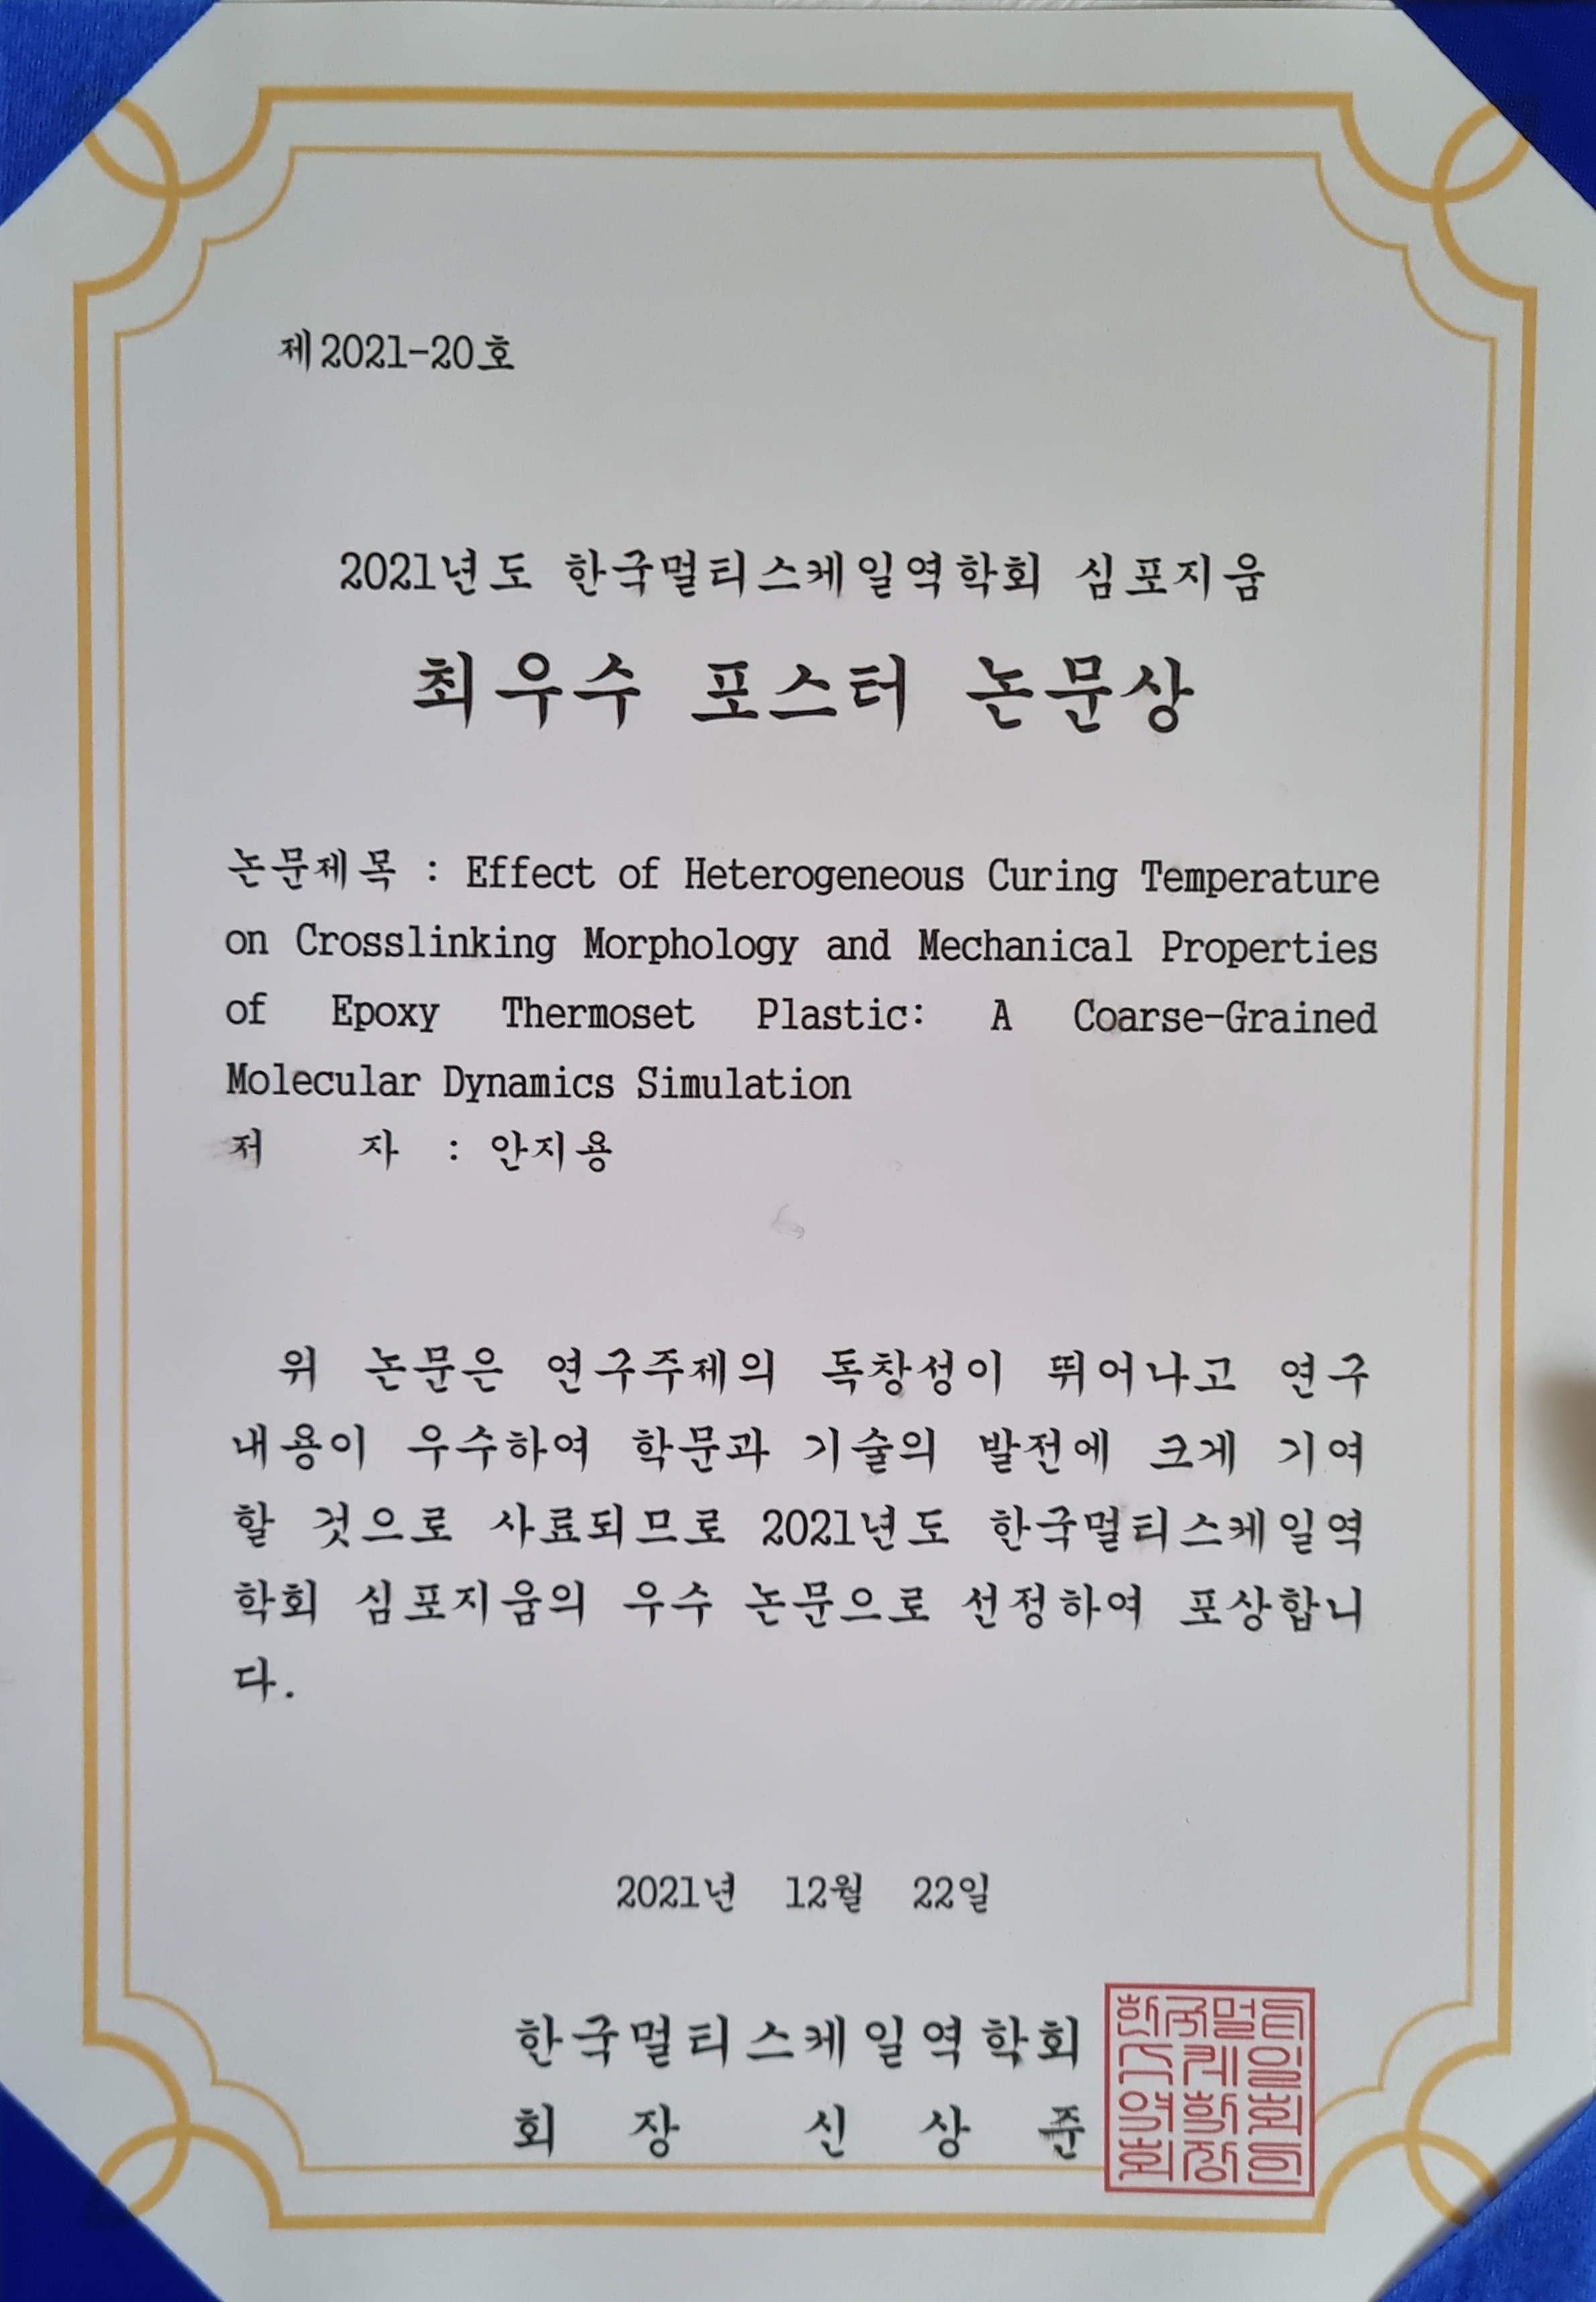 제2021-20호
2021년도 한국멀티스케일역학회 심포지움
최우수 포스터 논문상
논문제목 : Effect of Heterogeneous Curing Temperature
on Crosslinking Morphology and Mechanical Properties
of Epoxy Thermoset Plastic: A Coarse-Grained
Molecular Dynamics Simulation
저 자 : 안지용
위 논문은 연구주제의 독창성이 뛰어나고 연구
내용이 우수하여 학문과 기술의 발전에 크게 기여
할 것으로 사료되므로 2021년도 한국멀티스케일역
학회 심포지움의 우수 논문으로 선정하여 포상합니
다.
2021년 12월 22일
한국멀티스케일역학회
회 장 신 상 준
한국멀티
스케일
역학회
회장인